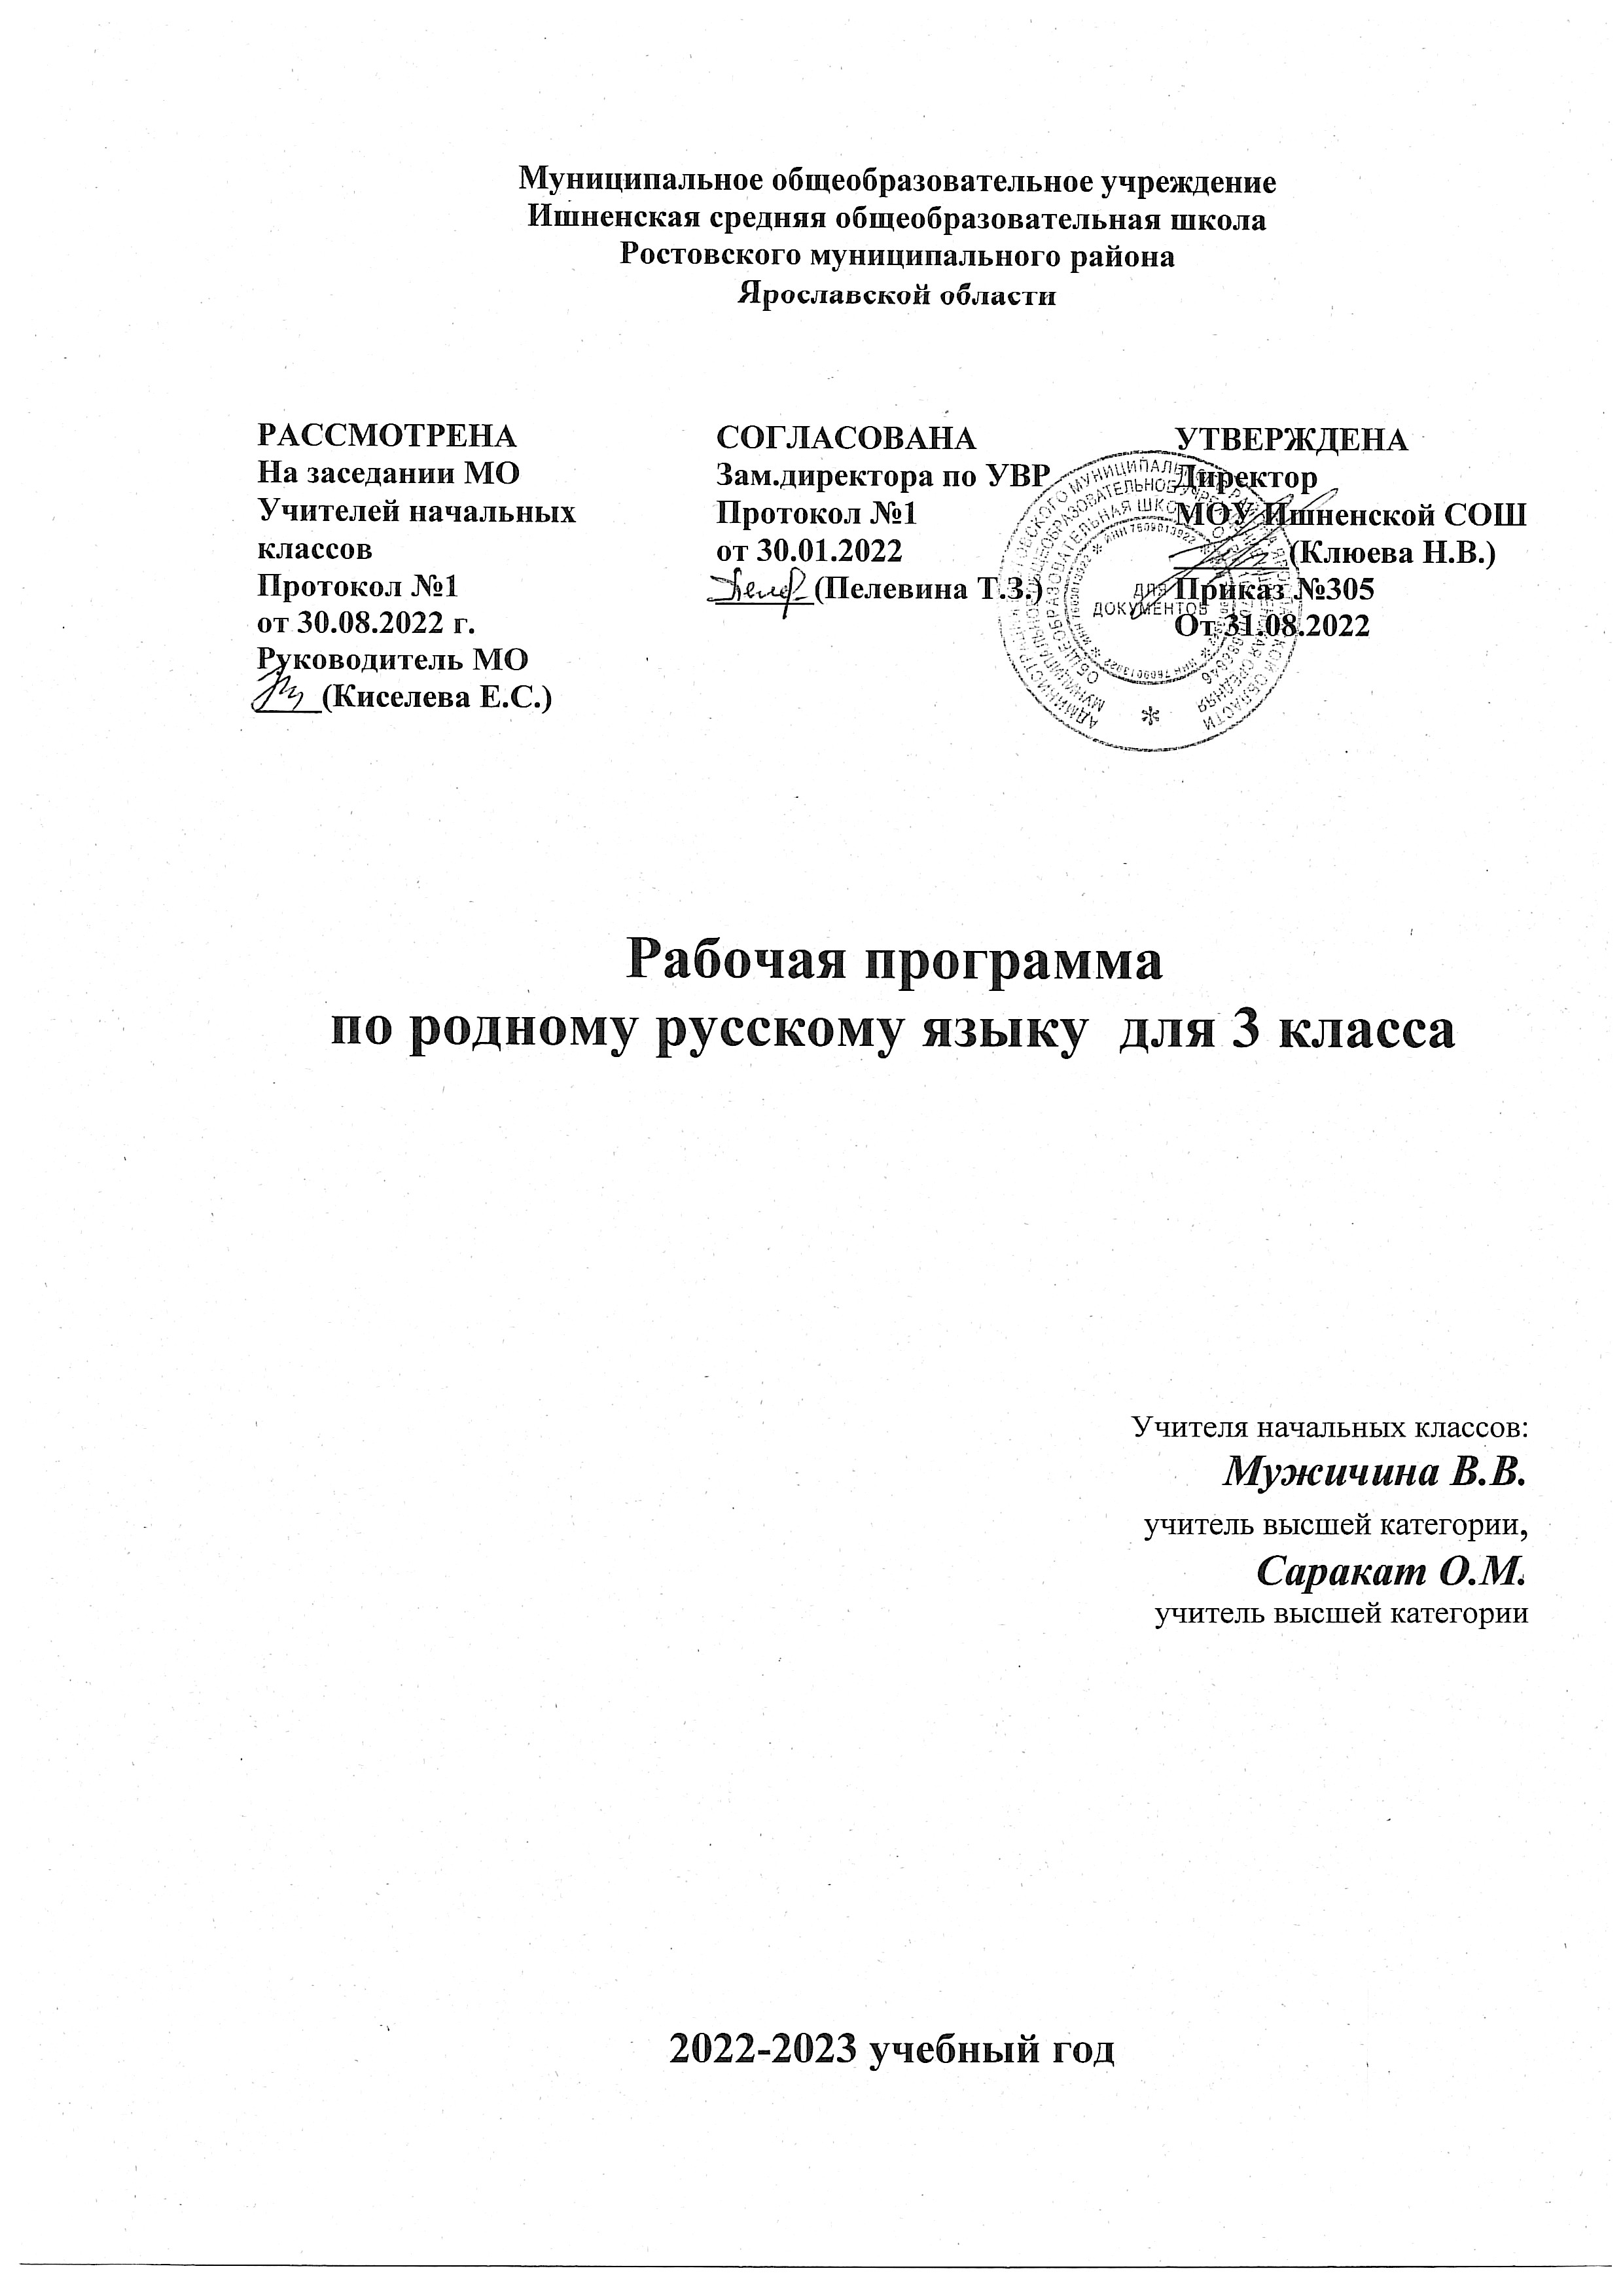 Муниципальное общеобразовательное учреждение
Ишненская средняя общеобразовательная школа
Ростовского муниципального района
Ярославской области
РАССМОТРЕНА
На заседании МО
Учителей начальных
классов
Протокол №1
от 30.08.2022 г.
Руководитель МО
(Киселева Е.С.)
СОГЛАСОВАНА
Зам.директора по УВР
Протокол №1
от 30.01.2022
(Пелевина Т.З.)
УТВЕРЖДЕНА
Директор
МОУ Ишненской СОШ
(Клюева Н.В.)
Приказ №305
От 31.08.2022
ДЛЯ
ДОКУМЕНТОВ
Рабочая программа
по родному русскому языку для 3 класса
Учителя начальных классов:
Мужичина В.В.
учитель высшей категории,
Саракат О.М.
учитель высшей категории
2022-2023 учебный год